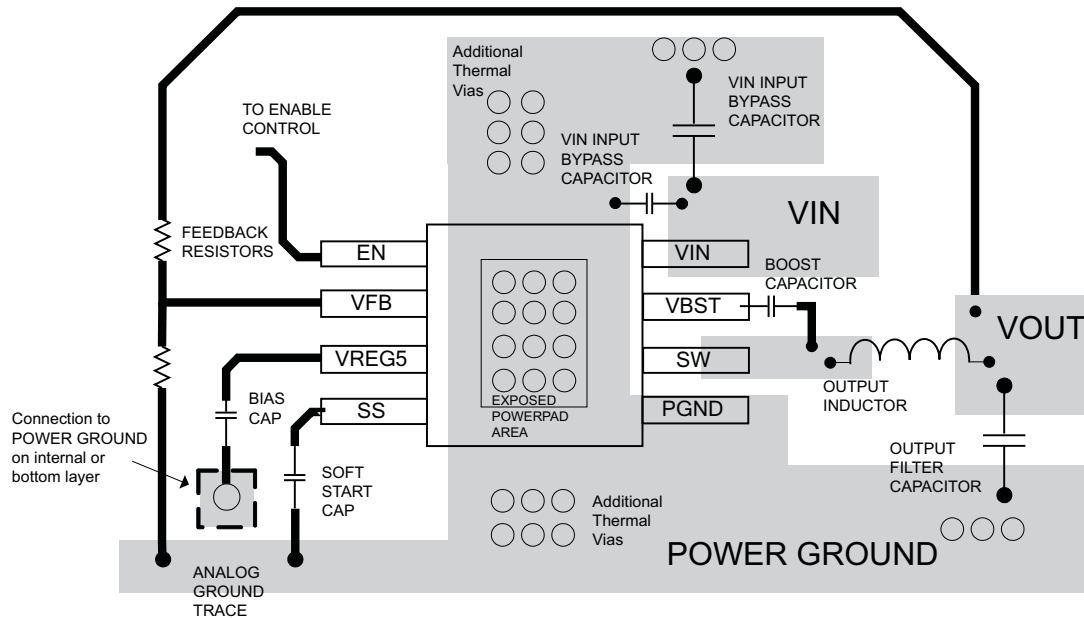 Additional
Thermal
Vias
VIN INPUT
BYPASS
CAPACITOR
TO ENABLE
CONTROL
VIN INPUT
BYPASS
CAPACITOR
VIN
FEEDBACK
RESISTORS
EN
VIN
BOOST
CAPACITOR
VFB
VBST
VOUT
VREG5
SW
OUTPUT
INDUCTOR
BIAS
CAP
SS
EXPOSED
POWERPAD
AREA
PGND
Connection to
POWER GROUND
on internal or
bottom layer
SOFT
START
CAP
OUTPUT
FILTER
CAPACITOR
Additional
Thermal
Vias
POWER GROUND
ANALOG
GROUND
TRACE